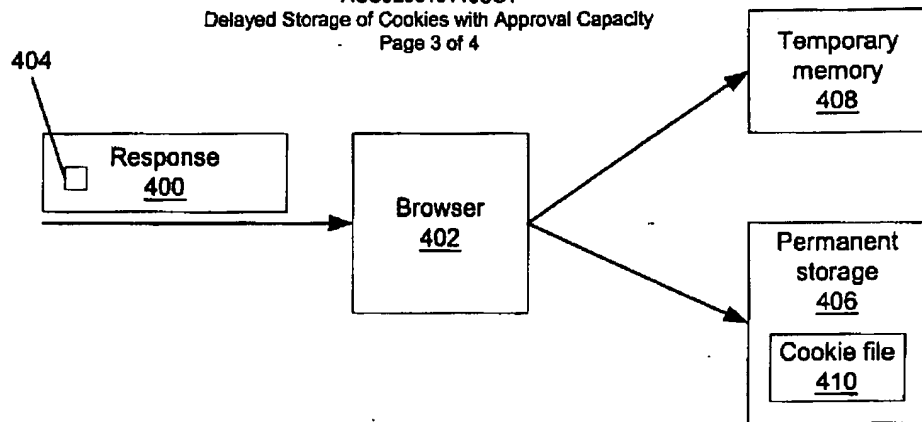 Delayed Storage of Cookies with Approval Capacity
Page 3 of 4
404
Response
400
Browser
402
Temporary
memory
408
Permanent
storage
406
Cookie file
410